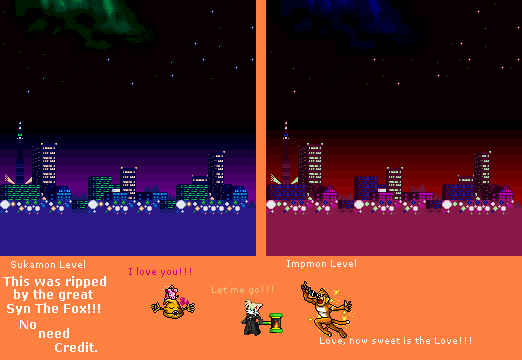 Sukamon Level
Impmon Level
This was ripped
by the great
Syn The Fox!!!
No
need
Credit.
I love you!!!
Let me go!!!
Love, how sweet is the Love!!!